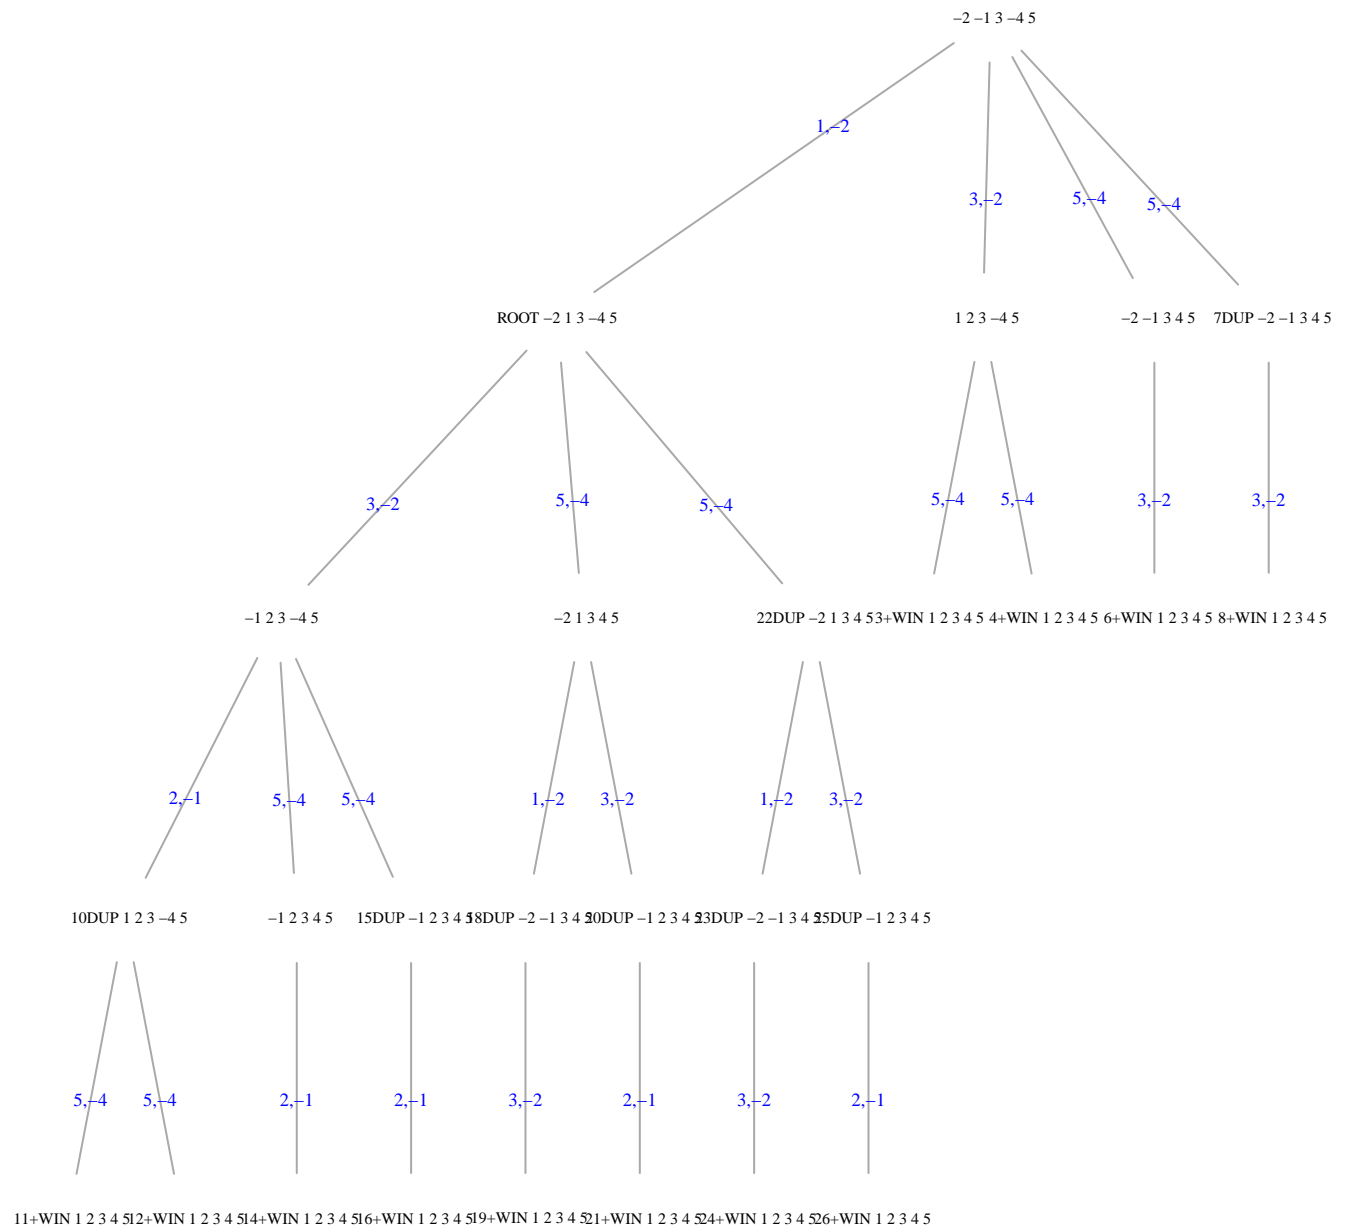 −2 −1 3 −4 5
1,−2
3,−2
5,−4
5,−4
ROOT −2 1 3 −4 5
1 2 3 −4 5
−2 −1 3 4 5
7DUP −2 −1 3 4 5
3,−2
5,−4
5,−4
5,−4
5,−4
3,−2
3,−2
−1 2 3 −4 5
−2 1 3 4 5
22DUP −2 1 3 4 5
3+WIN 1 2 3 4 5
4+WIN 1 2 3 4 5
6+WIN 1 2 3 4 5
8+WIN 1 2 3 4 5
2,−1
5,−4
5,−4
1,−2
3,−2
1,−2
3,−2
10DUP 1 2 3 −4 5
−1 2 3 4 5
15DUP −1 2 3 4 5
18DUP −2 −1 3 4 5
20DUP −1 2 3 4 5
23DUP −2 −1 3 4 5
25DUP −1 2 3 4 5
5,−4
5,−4
2,−1
2,−1
3,−2
2,−1
3,−2
2,−1
11+WIN 1 2 3 4 5
12+WIN 1 2 3 4 5
14+WIN 1 2 3 4 5
16+WIN 1 2 3 4 5
19+WIN 1 2 3 4 5
21+WIN 1 2 3 4 5
24+WIN 1 2 3 4 5
26+WIN 1 2 3 4 5